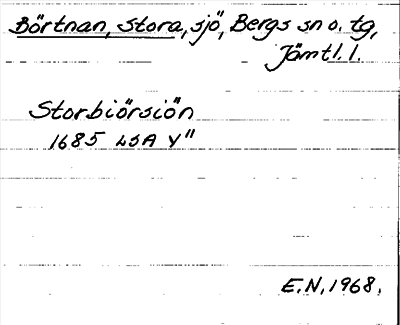 Börtnan, Stora, sjö, Bergs sn o. tg,
Jämtl. l.
Storbiörsiön
1685 LSA Y"
E.N, 1968.